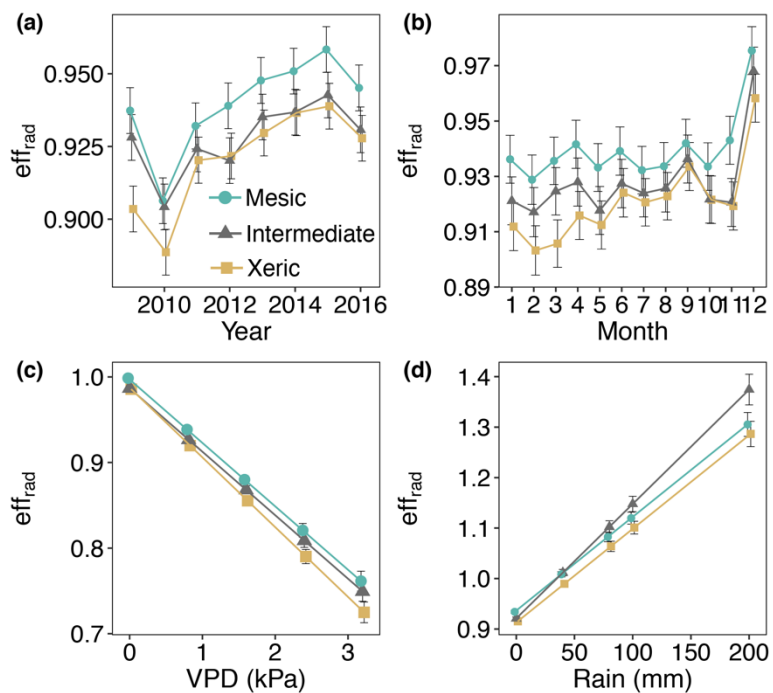 (a)
eff_rad
0.950
0.925
0.900
Mesic
Intermediate
Xeric
2010 2012 2014 2016
Year
(b)
eff_rad
0.97
0.95
0.93
0.91
0.89
1 2 3 4 5 6 7 8 9 10 11 12
Month
(c)
eff_rad
1.0
0.9
0.8
0.7
0 1 2 3
VPD (kPa)
(d)
eff_rad
1.4
1.3
1.2
1.1
1.0
0.9
0 50 100 150 200
Rain (mm)